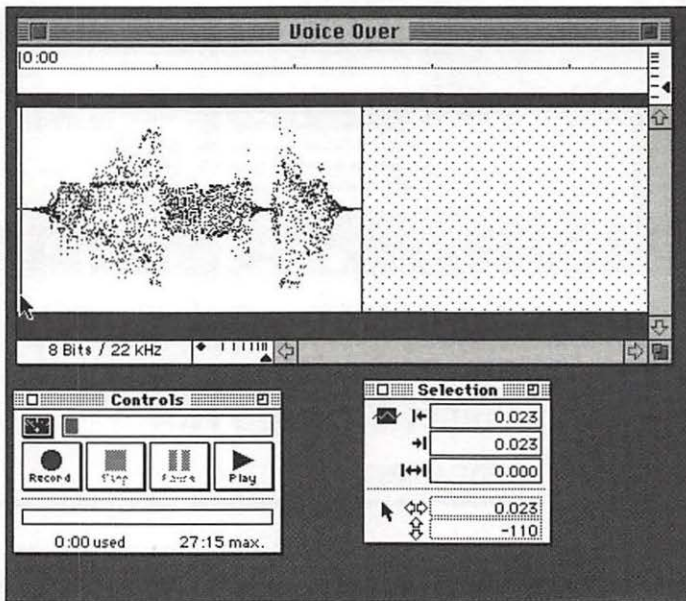 Voice Over
0:00
8 Bits / 22 kHz
Controls
Record Stop Pause Play
0:00 used 27:15 max.
Selection
0.023
0.023
0.000
0.023
-110